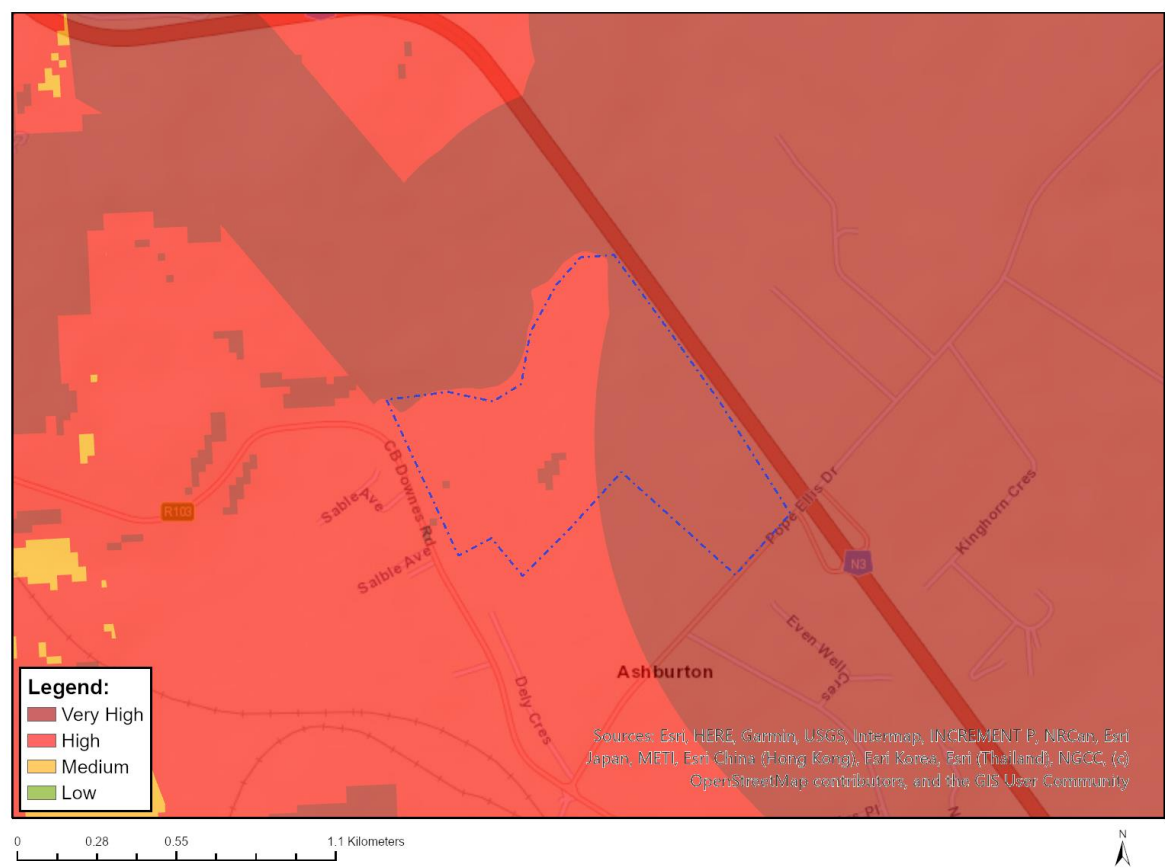 CB Downes Rd
Sable Ave
R103
Salble Ave
Pope Ellis Dr
Kinghorn Cres
N3
Even Well Cres
Ashburton
Dely Cres
Legend:
Very High
High
Medium
Low
Sources: Esri, HERE, Garmin, USGS, Intermap, INCREMENT P, NRCan, Esri
Japan, METI, Esri China (Hong Kong), Esri Korea, Esri (Thailand), NGCC, (c)
OpenStreetMap contributors, and the GIS User Community
Pl
N
0 0.28 0.55 1.1 Kilometers
N